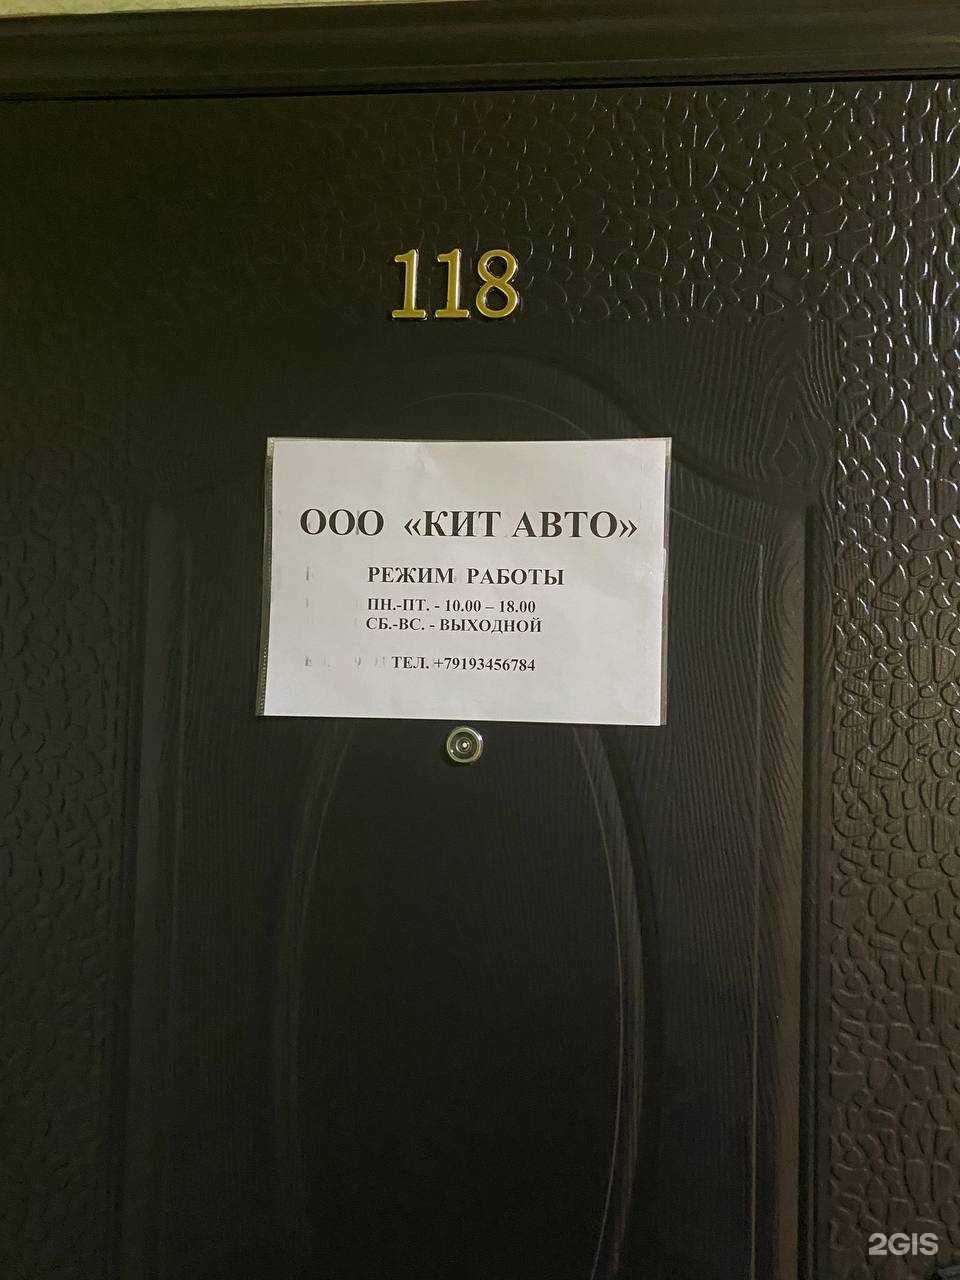 118
ООО «КИТ АВТО»
РЕЖИМ РАБОТЫ
ПН.-ПТ. - 10.00 – 18.00
СБ.-ВС. - ВЫХОДНОЙ
ТЕЛ. +79193456784
2GIS